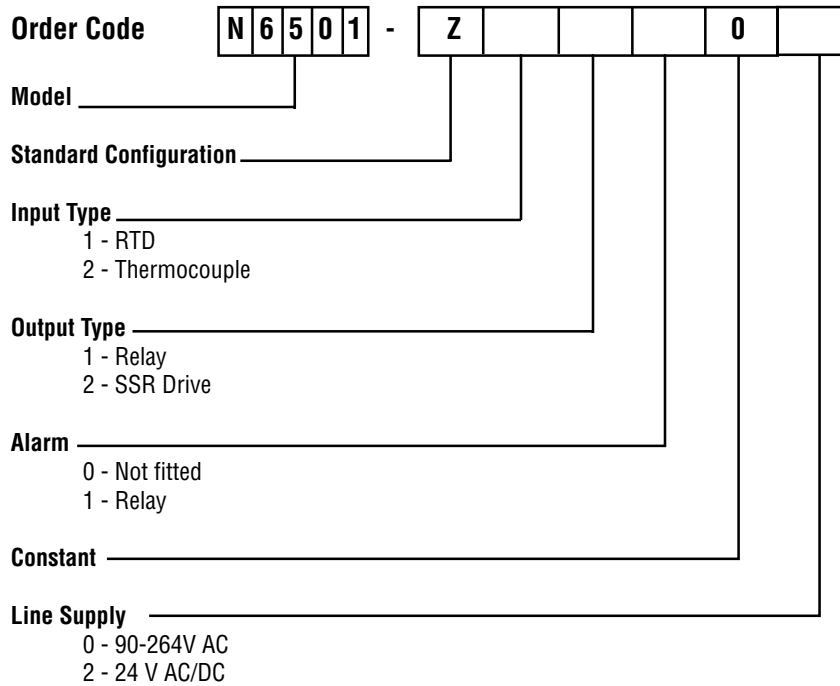 Order Code N 6 5 0 1 - Z 0
Model
Standard Configuration
Input Type
1 - RTD
2 - Thermocouple
Output Type
1 - Relay
2 - SSR Drive
Alarm
0 - Not fitted
1 - Relay
Constant
Line Supply
0 - 90-264V AC
2 - 24 V AC/DC